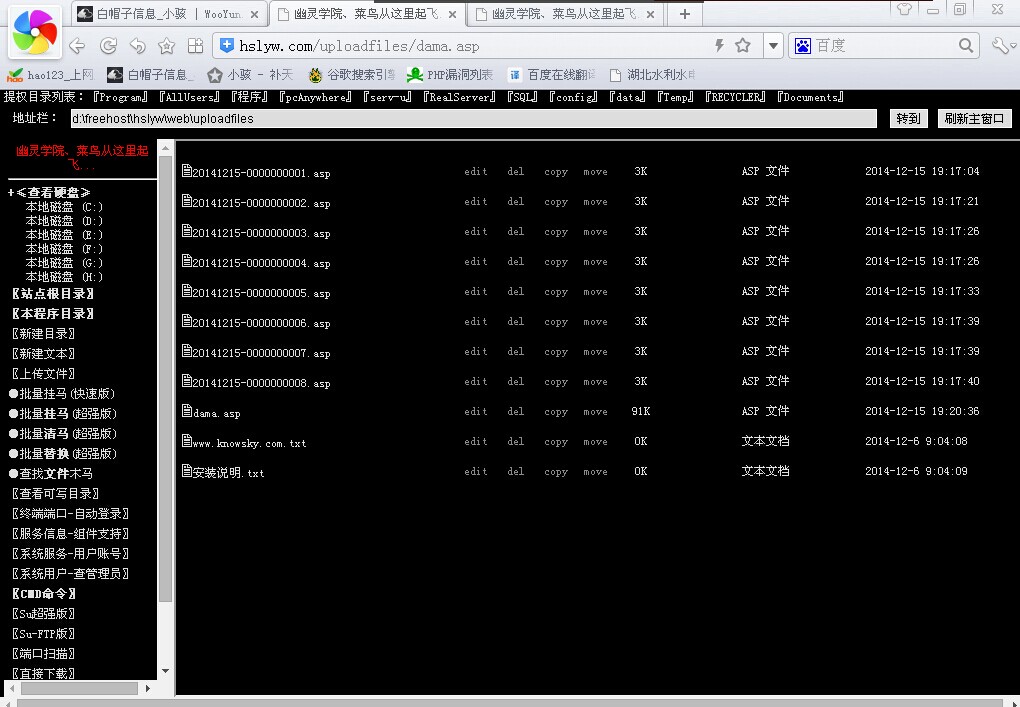 白帽子信息_小骇 | WooYun. 幽灵学院、菜鸟从这里起飞. 幽灵学院、菜鸟从这里起飞.
hslyw.com/uploadfiles/dama.asp 百度
hao123_上网 白帽子信息_ 小骇 - 补天 谷歌搜索引导 PHP漏洞列表 百度在线翻译 湖北水利水电
提权目录列表：『Program』 『AllUsers』 『程序』 『pcAnywhere』 『serv-u』 『RealServer』 『SQL』 『config』 『data』 『Temp』 『RECYCLER』 『Documents』
地址栏： d:\freehost\hslyw\web\uploadfiles 转到 刷新主窗口
幽灵学院、菜鸟从这里起
飞...
+≤查看硬盘≥
本地磁盘 (C:)
本地磁盘 (D:)
本地磁盘 (E:)
本地磁盘 (F:)
本地磁盘 (G:)
本地磁盘 (H:)
〖站点根目录〗
〖本程序目录〗
〖新建目录〗
〖新建文本〗
〖上传文件〗
●批量挂马(快速版)
●批量挂马(超强版)
●批量清马(超强版)
●批量替换(超强版)
●查找文件木马
〖查看可写目录〗
〖终端端口-自动登录〗
〖服务信息-组件支持〗
〖系统服务-用户账号〗
〖系统用户-查管理员〗
〖CMD命令〗
〖Su超强版〗
〖Su-FTP版〗
〖端口扫描〗
〖直接下载〗
20141215-0000000001.asp edit del copy move 3K ASP 文件 2014-12-15 19:17:04
20141215-0000000002.asp edit del copy move 3K ASP 文件 2014-12-15 19:17:21
20141215-0000000003.asp edit del copy move 3K ASP 文件 2014-12-15 19:17:26
20141215-0000000004.asp edit del copy move 3K ASP 文件 2014-12-15 19:17:26
20141215-0000000005.asp edit del copy move 3K ASP 文件 2014-12-15 19:17:33
20141215-0000000006.asp edit del copy move 3K ASP 文件 2014-12-15 19:17:39
20141215-0000000007.asp edit del copy move 3K ASP 文件 2014-12-15 19:17:39
20141215-0000000008.asp edit del copy move 3K ASP 文件 2014-12-15 19:17:40
dama.asp edit del copy move 91K ASP 文件 2014-12-15 19:20:36
www.knowsky.com.txt edit del copy move 0K 文本文档 2014-12-6 9:04:08
安装说明.txt edit del copy move 0K 文本文档 2014-12-6 9:04:09